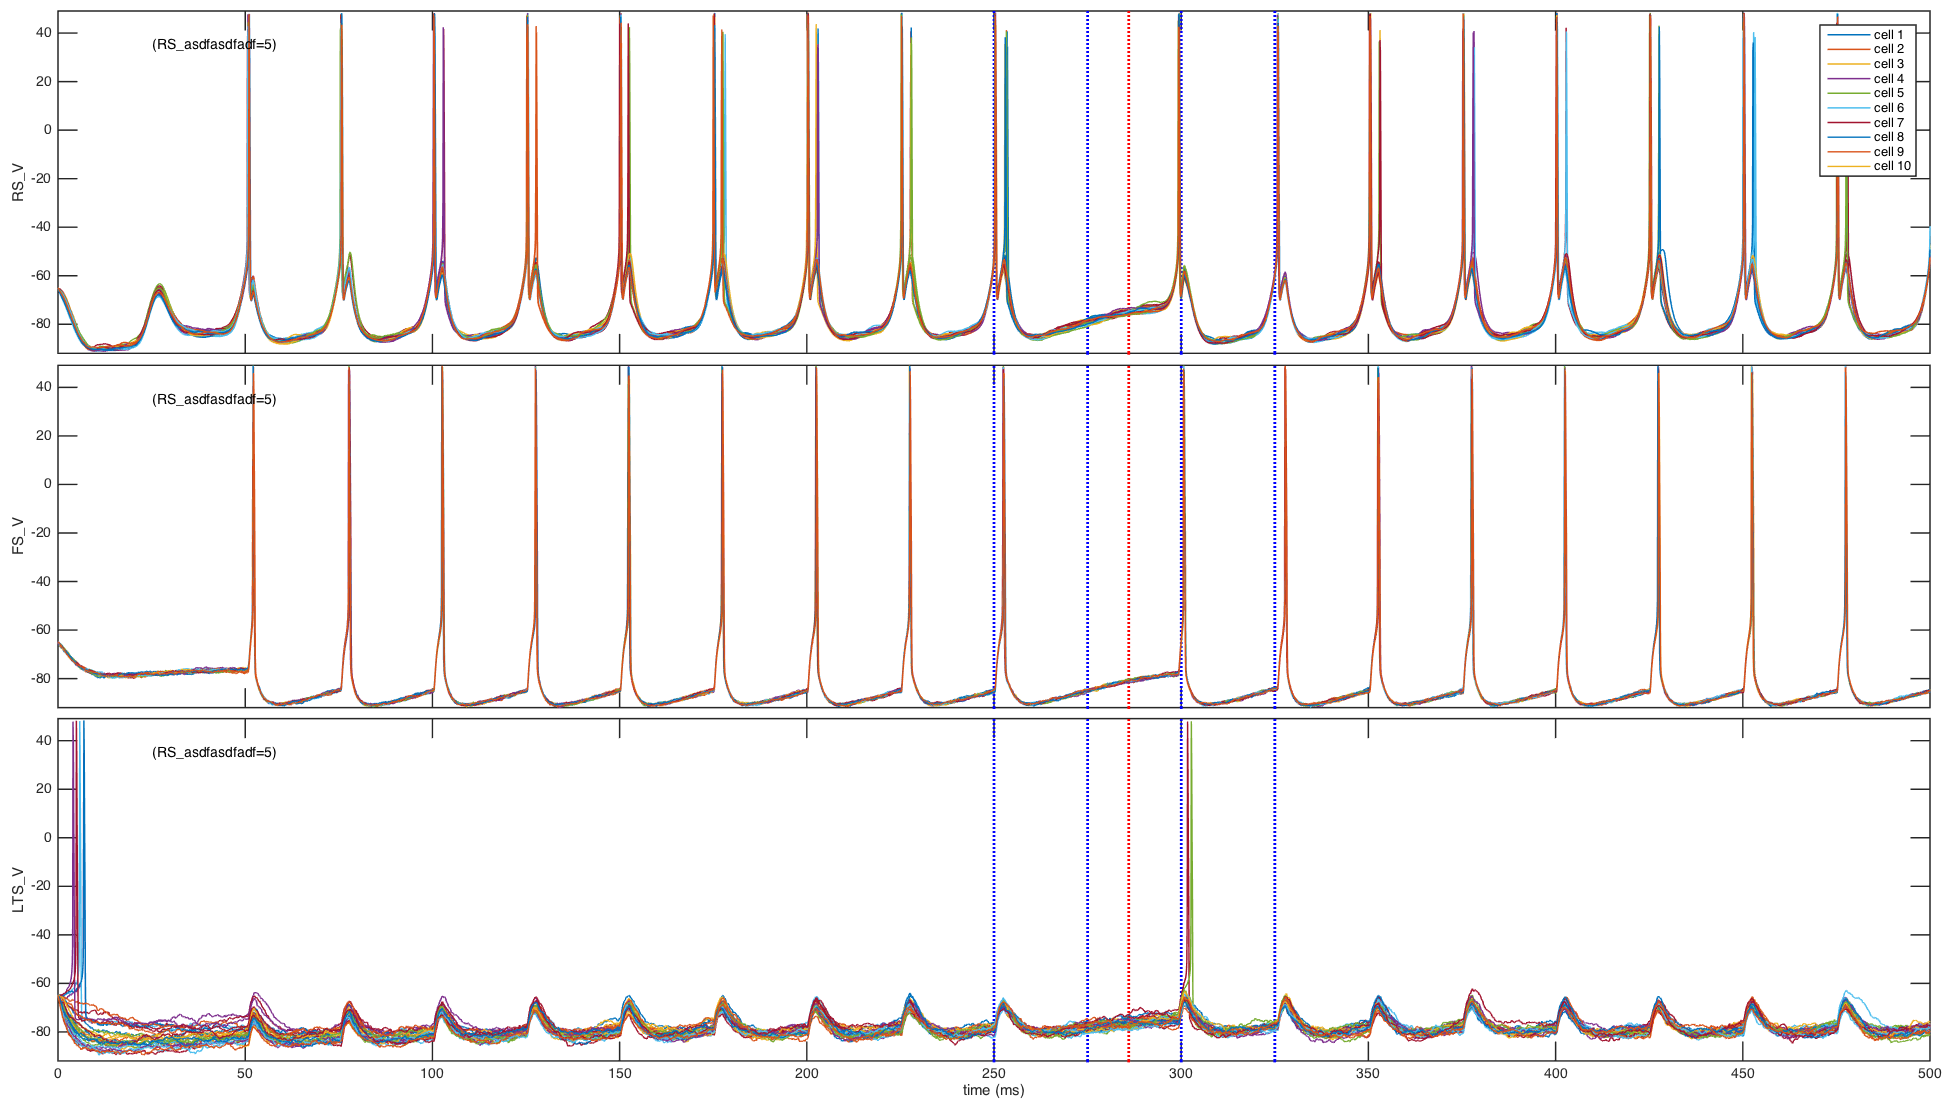 40
20
0
-20
-40
-60
-80
RS_V
(RS_asdfasdfadf=5)
cell 1
cell 2
cell 3
cell 4
cell 5
cell 6
cell 7
cell 8
cell 9
cell 10
40
20
0
-20
-40
-60
-80
FS_V
(RS_asdfasdfadf=5)
40
20
0
-20
-40
-60
-80
LTS_V
(RS_asdfasdfadf=5)
0 50 100 150 200 250 300 350 400 450 500
time (ms)